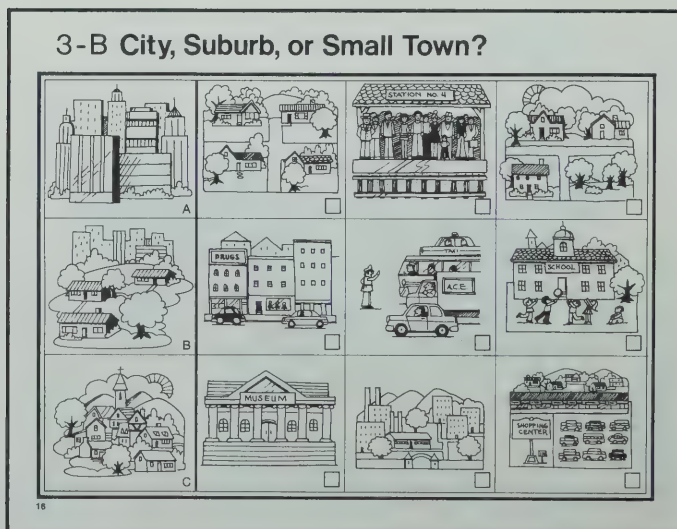 3-B City, Suburb, or Small Town?
STATION NO. 4
A
DRUGS
TAXI
ACE
SCHOOL
B
MUSEUM
SHOPPING
CENTER
C
16